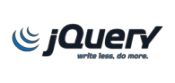 jQuery
write less, do more.